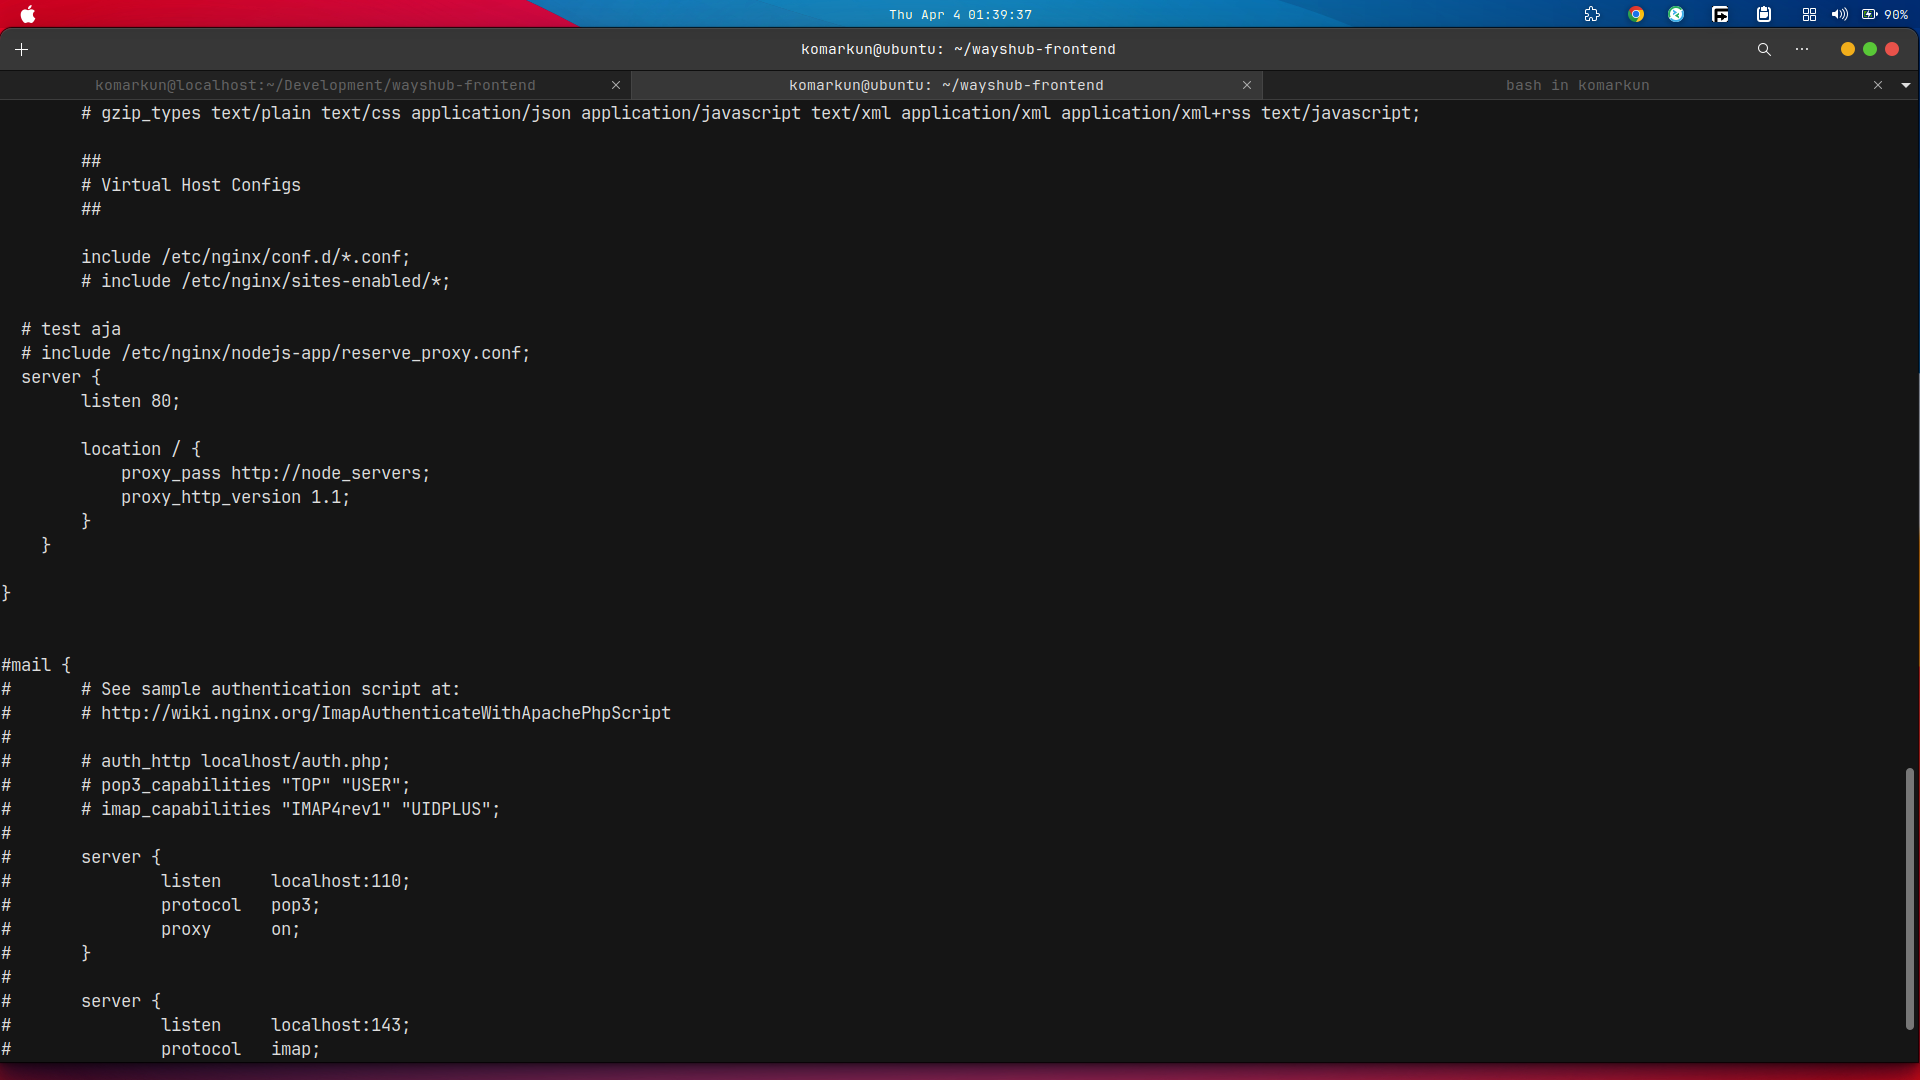 Thu Apr 4 01:39:37
90%
komarkun@ubuntu: ~/wayshub-frontend
komarkun@localhost:~/Development/wayshub-frontend
komarkun@ubuntu: ~/wayshub-frontend
bash in komarkun
# gzip_types text/plain text/css application/json application/javascript text/xml application/xml application/xml+rss text/javascript;
##
# Virtual Host Configs
##
include /etc/nginx/conf.d/*.conf;
# include /etc/nginx/sites-enabled/*;
# test aja
# include /etc/nginx/nodejs-app/reserve_proxy.conf;
server {
listen 80;
location / {
proxy_pass http://node_servers;
proxy_http_version 1.1;
}
}
}
#mail {
#       # See sample authentication script at:
#       # http://wiki.nginx.org/ImapAuthenticateWithApachePhpScript
#
#       # auth_http localhost/auth.php;
#       # pop3_capabilities "TOP" "USER";
#       # imap_capabilities "IMAP4rev1" "UIDPLUS";
#
#       server {
#               listen     localhost:110;
#               protocol   pop3;
#               proxy      on;
#       }
#
#       server {
#               listen     localhost:143;
#               protocol   imap;